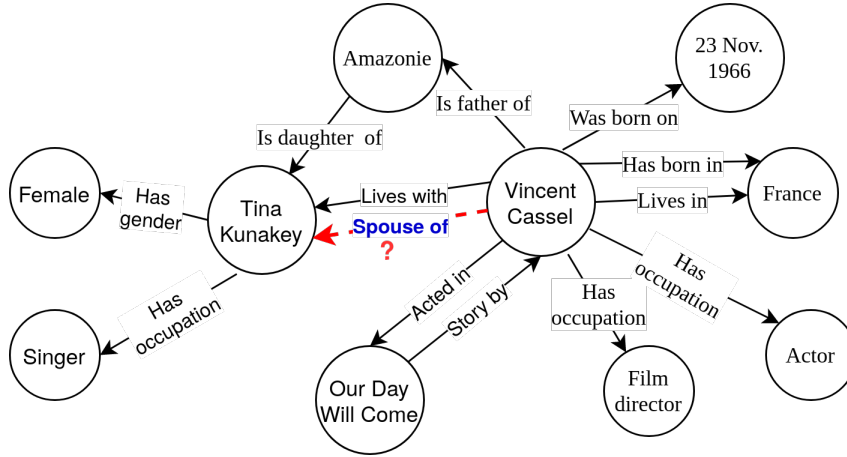 23 Nov.
1966
Amazonie
Is father of
Was born on
Is daughter  of
Has born in
Female
Has
gender
Tina
Kunakey
Lives with
Vincent
Cassel
Lives in
France
Spouse of
?
Has
occupation
Acted in
Story by
Has
occupation
Has
occupation
Singer
Our Day
Will Come
Film
director
Actor